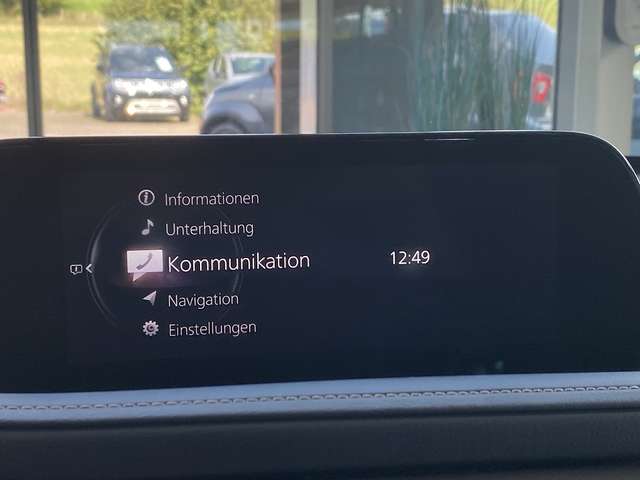 Informationen
Unterhaltung
Kommunikation
12:49
Navigation
Einstellungen